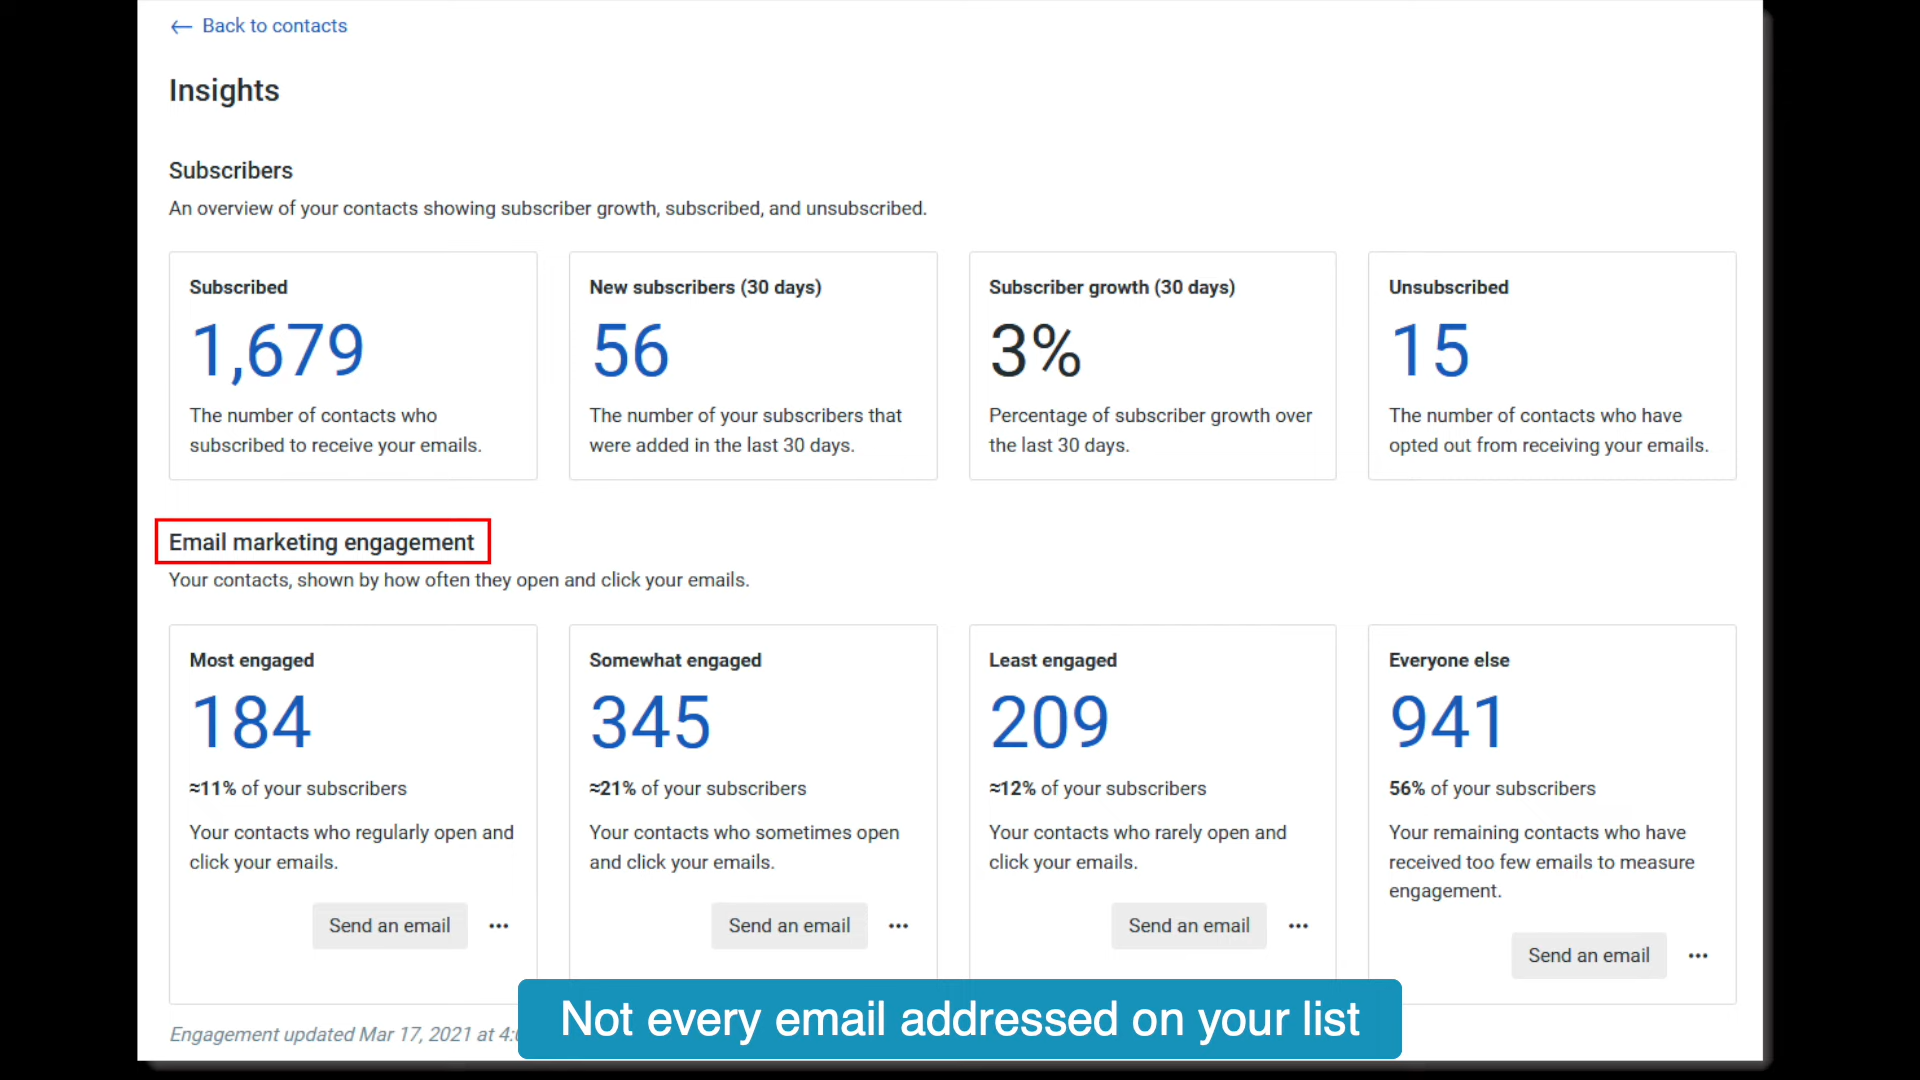 ← Back to contacts
Insights
Subscribers
An overview of your contacts showing subscriber growth, subscribed, and unsubscribed.
Subscribed
1,679
The number of contacts who
subscribed to receive your emails.
New subscribers (30 days)
56
The number of your subscribers that
were added in the last 30 days.
Subscriber growth (30 days)
3%
Percentage of subscriber growth over
the last 30 days.
Unsubscribed
15
The number of contacts who have
opted out from receiving your emails.
Email marketing engagement
Your contacts, shown by how often they open and click your emails.
Most engaged
184
≈11% of your subscribers
Your contacts who regularly open and
click your emails.
Send an email
Somewhat engaged
345
≈21% of your subscribers
Your contacts who sometimes open
and click your emails.
Send an email
Least engaged
209
≈12% of your subscribers
Your contacts who rarely open and
click your emails.
Send an email
Everyone else
941
56% of your subscribers
Your remaining contacts who have
received too few emails to measure
engagement.
Send an email
Engagement updated Mar 17, 2021 at
Not every email addressed on your list